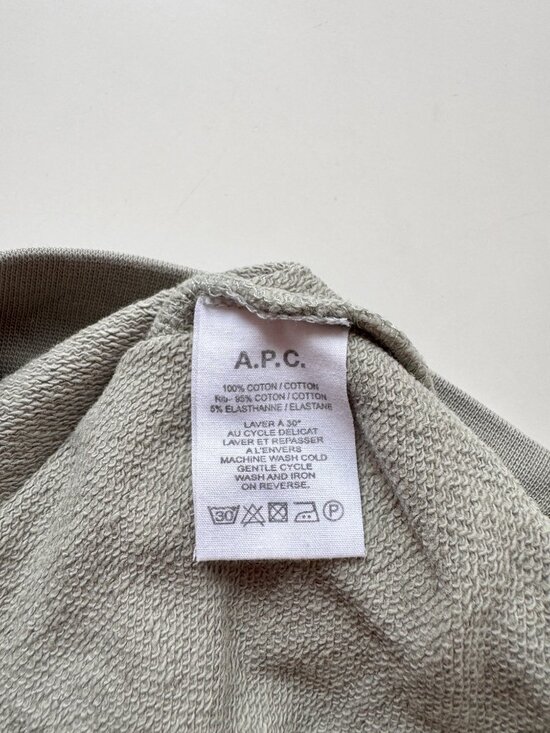 A.P.C.
100% COTON / COTTON
Rib- 95% COTON / COTTON
5% ELASTHANNE / ELASTANE
LAVER À 30°
AU CYCLE DELICAT
LAVER ET REPASSER
A L'ENVERS
MACHINE WASH COLD
GENTLE CYCLE
WASH AND IRON
ON REVERSE.
30 P